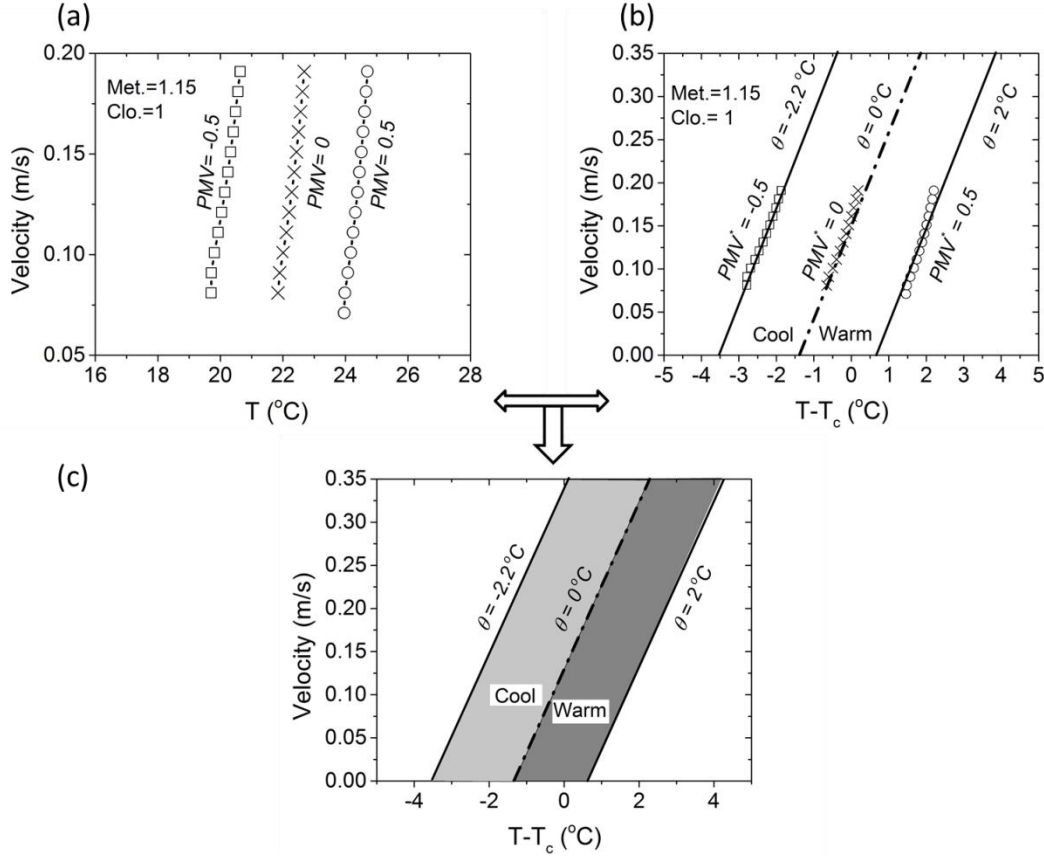 (a)
0.20
0.15
0.10
0.05
Velocity (m/s)
Met.=1.15
Clo.=1
PMV= -0.5
PMV= 0
PMV= 0.5
16 18 20 22 24 26 28
T (°C)
(b)
0.35
0.30
0.25
0.20
0.15
0.10
0.05
0.00
Velocity (m/s)
Met.=1.15
Clo.= 1
θ = -2.2°C
θ = 0°C
θ = 2°C
PMV* = -0.5
PMV* = 0
PMV* = 0.5
Cool
Warm
-5 -4 -3 -2 -1 0 1 2 3 4 5
T-Tc (°C)
(c)
0.35
0.30
0.25
0.20
0.15
0.10
0.05
0.00
Velocity (m/s)
θ = -2.2°C
θ = 0°C
θ = 2°C
Cool
Warm
-4 -2 0 2 4
T-Tc (°C)